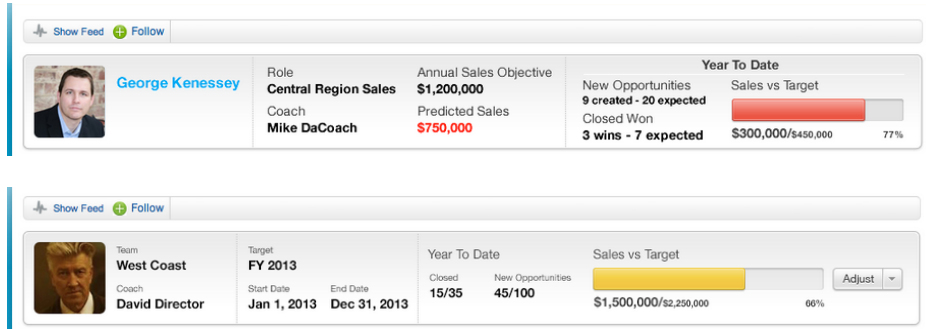 Show Feed Follow
George Kenessey
Role
Central Region Sales
Coach
Mike DaCoach
Annual Sales Objective
$1,200,000
Predicted Sales
$750,000
Year To Date
New Opportunities
9 created - 20 expected
Closed Won
3 wins - 7 expected
Sales vs Target
$300,000/$450,000 77%
Show Feed Follow
Team
West Coast
Coach
David Director
Target
FY 2013
Start Date End Date
Jan 1, 2013 Dec 31, 2013
Year To Date
Closed New Opportunities
15/35 45/100
Sales vs Target
$1,500,000/$2,250,000 66%
Adjust